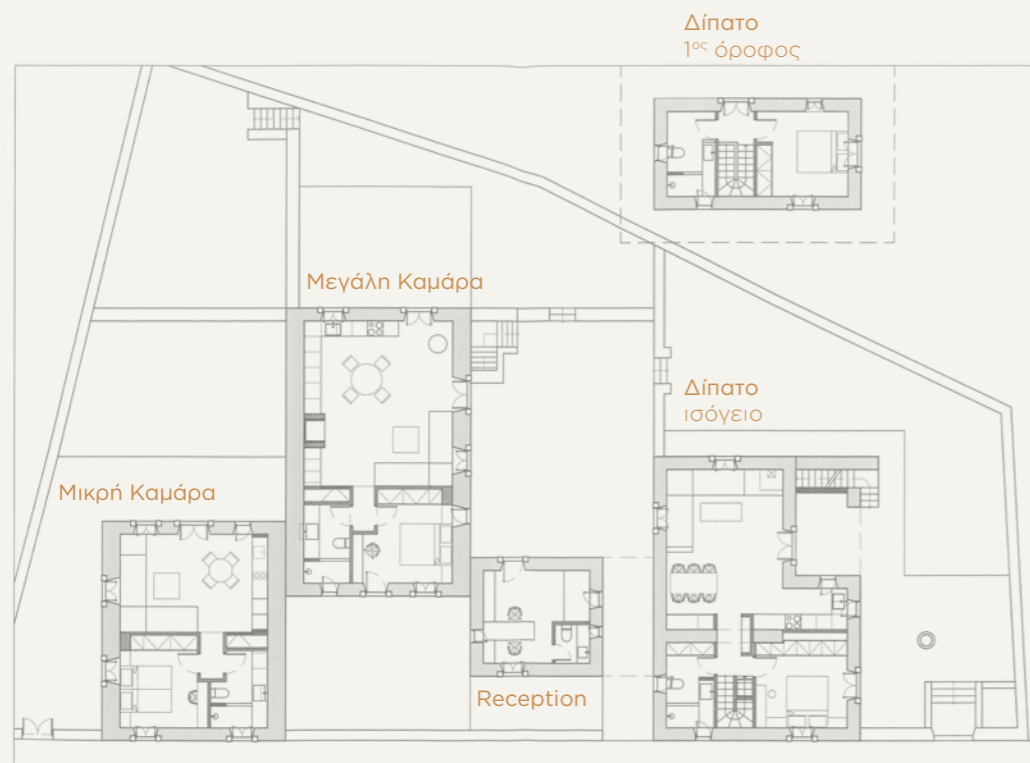 Δίπατο
1ος όροφος
Μεγάλη Καμάρα
Δίπατο
ισόγειο
Μικρή Καμάρα
Reception